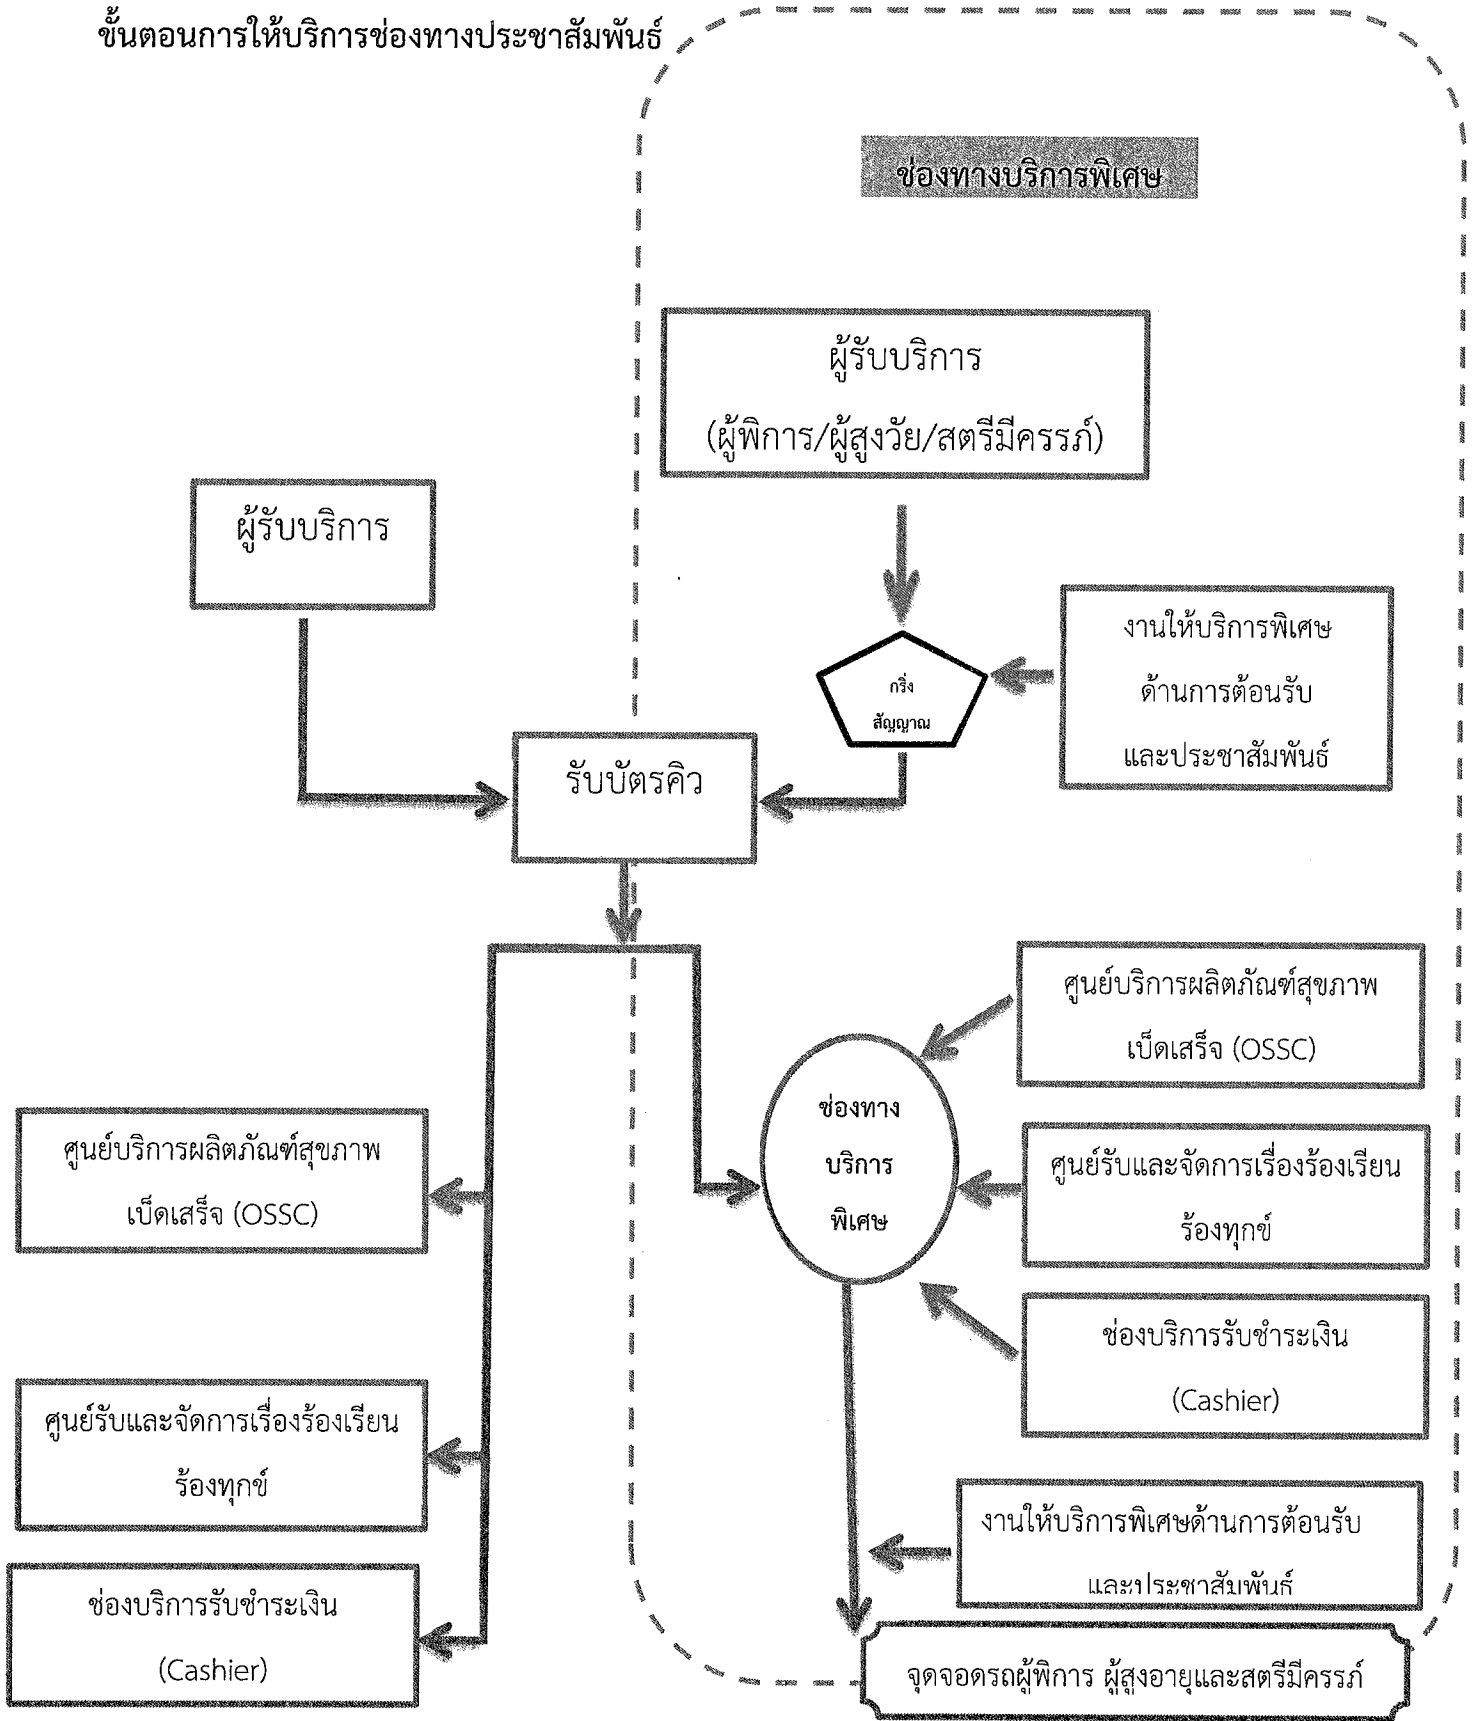 ขั้นตอนการให้บริการช่องทางประชาสัมพันธ์
ช่องทางบริการพิเศษ
ผู้รับบริการ
(ผู้พิการ/ผู้สูงวัย/สตรีมีครรภ์)
ผู้รับบริการ
กริ่ง
สัญญาณ
งานให้บริการพิเศษ
ด้านการต้อนรับ
และประชาสัมพันธ์
รับบัตรคิว
ศูนย์บริการผลิตภัณฑ์สุขภาพ
เบ็ดเสร็จ (OSSC)
ศูนย์รับและจัดการเรื่องร้องเรียน
ร้องทุกข์
ช่องบริการรับชำระเงิน
(Cashier)
ช่องทาง
บริการ
พิเศษ
ศูนย์บริการผลิตภัณฑ์สุขภาพ
เบ็ดเสร็จ (OSSC)
ศูนย์รับและจัดการเรื่องร้องเรียน
ร้องทุกข์
ช่องบริการรับชำระเงิน
(Cashier)
งานให้บริการพิเศษด้านการต้อนรับ
และประชาสัมพันธ์
จุดจอดรถผู้พิการ ผู้สูงอายุและสตรีมีครรภ์